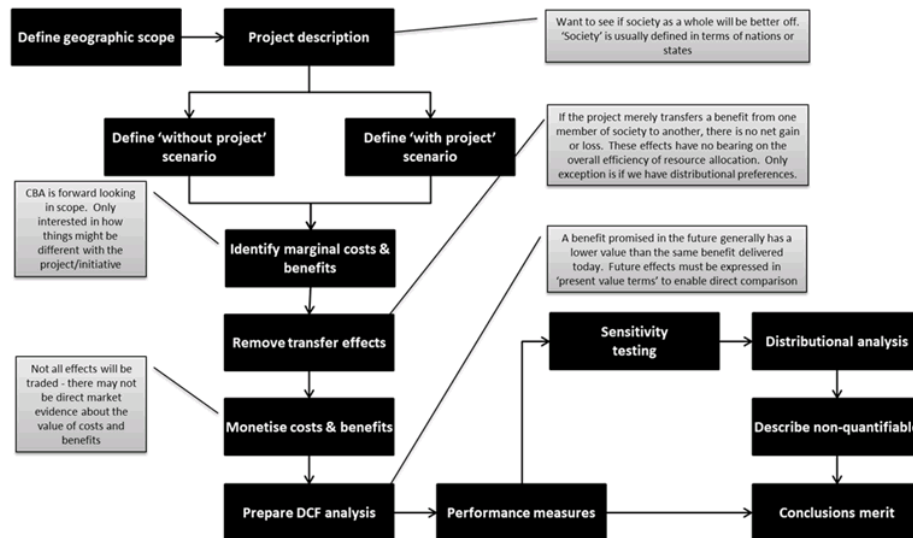 Define geographic scope
Project description
Want to see if society as a whole will be better off.
‘Society’ is usually defined in terms of nations or
states
Define ‘without project’
scenario
Define ‘with project’
scenario
If the project merely transfers a benefit from one
member of society to another, there is no net gain
or loss.  These effects have no bearing on the
overall efficiency of resource allocation.  Only
exception is if we have distributional preferences.
CBA is forward looking
in scope.  Only
interested in how
things might be
different with the
project/initiative
Identify marginal costs &
benefits
A benefit promised in the future generally has a
lower value than the same benefit delivered
today.  Future effects must be expressed in
‘present value terms’ to enable direct comparison
Remove transfer effects
Sensitivity
testing
Distributional analysis
Not all effects will be
traded - there may not
be direct market
evidence about the
value of costs and
benefits
Monetise costs & benefits
Describe non-quantifiable
Prepare DCF analysis
Performance measures
Conclusions merit